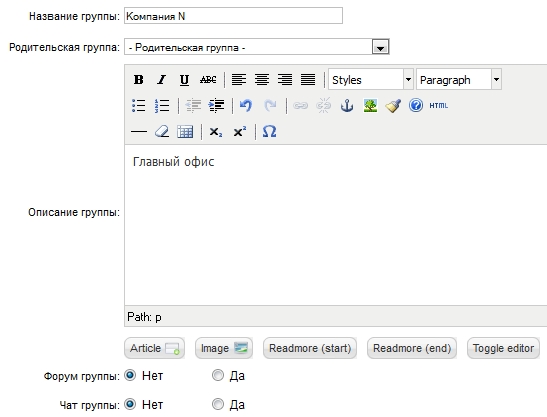 Название группы: Компания N
Родительская группа: - Родительская группа -
B I U ABC Styles Paragraph
HTML
x₂ x² Ω
Главный офис
Описание группы:
Path: p
Article Image Readmore (start) Readmore (end) Toggle editor
Форум группы: Нет Да
Чат группы: Нет Да